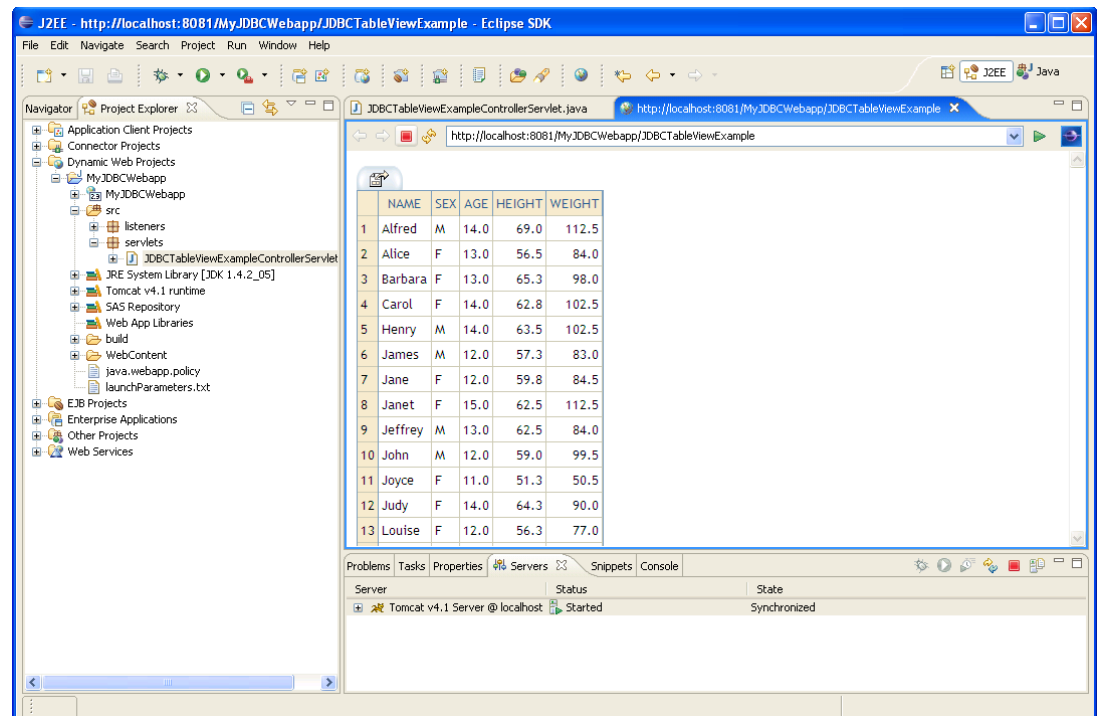 J2EE - http://localhost:8081/MyJDBCWebapp/JDBCTableViewExample - Eclipse SDK
File Edit Navigate Search Project Run Window Help
J2EE Java
Navigator Project Explorer
Application Client Projects
Connector Projects
Dynamic Web Projects
MyJDBCWebapp
MyJDBCWebapp
src
listeners
servlets
JDBCTableViewExampleControllerServlet
JRE System Library [JDK 1.4.2_05]
Tomcat v4.1 runtime
SAS Repository
Web App Libraries
build
WebContent
java.webapp.policy
launchParameters.txt
EJB Projects
Enterprise Applications
Other Projects
Web Services
JDBCTableViewExampleControllerServlet.java http://localhost:8081/MyJDBCWebapp/JDBCTableViewExample
http://localhost:8081/MyJDBCWebapp/JDBCTableViewExample
NAME SEX AGE HEIGHT WEIGHT
1 Alfred M 14.0 69.0 112.5
2 Alice F 13.0 56.5 84.0
3 Barbara F 13.0 65.3 98.0
4 Carol F 14.0 62.8 102.5
5 Henry M 14.0 63.5 102.5
6 James M 12.0 57.3 83.0
7 Jane F 12.0 59.8 84.5
8 Janet F 15.0 62.5 112.5
9 Jeffrey M 13.0 62.5 84.0
10 John M 12.0 59.0 99.5
11 Joyce F 11.0 51.3 50.5
12 Judy F 14.0 64.3 90.0
13 Louise F 12.0 56.3 77.0
Problems Tasks Properties Servers Snippets Console
Server Status State
Tomcat v4.1 Server @ localhost Started Synchronized